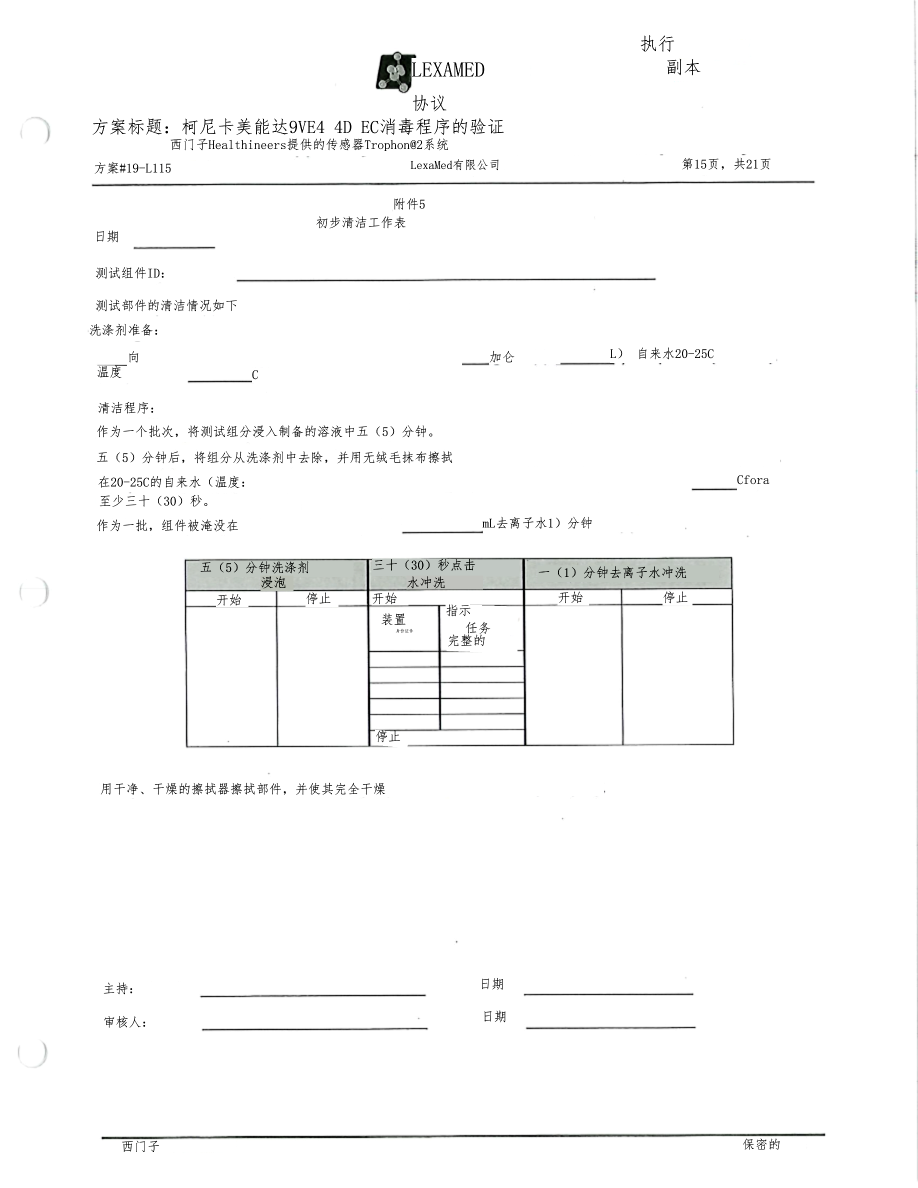 执行
副本
LEXAMED
协议
方案标题：柯尼卡美能达9VE4 4D EC消毒程序的验证
西门子Healthineers提供的传感器Trophon@2系统
方案#19-L115 LexaMed有限公司 第15页，共21页
附件5
初步清洁工作表
日期
测试组件ID：
测试部件的清洁情况如下
洗涤剂准备：
向 加仑 L） 自来水20-25C
温度 C
清洁程序：
作为一个批次，将测试组分浸入制备的溶液中五（5）分钟。
五（5）分钟后，将组分从洗涤剂中去除，并用无绒毛抹布擦拭
在20-25C的自来水（温度： Cfora
至少三十（30）秒。
作为一批，组件被淹没在 mL去离子水1）分钟
五（5）分钟洗涤剂
浸泡
三十（30）秒点击
水冲洗
一（1）分钟去离子水冲洗
开始 停止 开始 开始 停止
装置
身份证件
指示
任务
完整的
停止
用干净、干燥的擦拭器擦拭部件，并使其完全干燥
主持： 日期
审核人： 日期
西门子 保密的